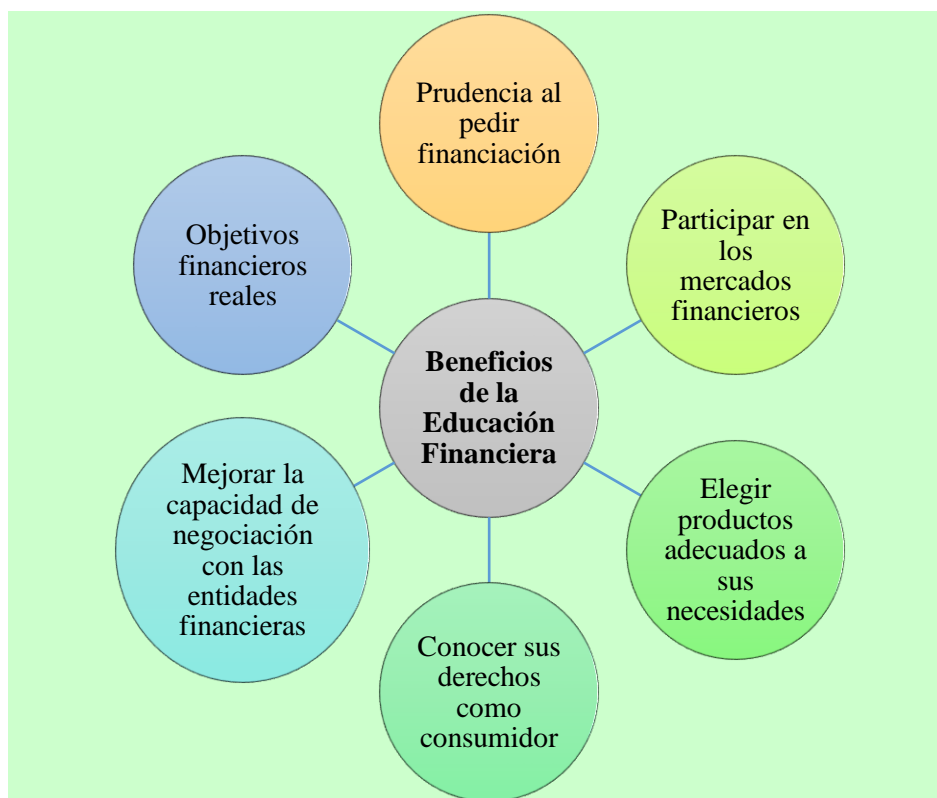 Prudencia al
pedir
financiación
Objetivos
financieros
reales
Participar en
los
mercados
financieros
Beneficios
de la
Educación
Financiera
Mejorar la
capacidad de
negociación
con las
entidades
financieras
Elegir
productos
adecuados a
sus
necesidades
Conocer sus
derechos
como
consumidor